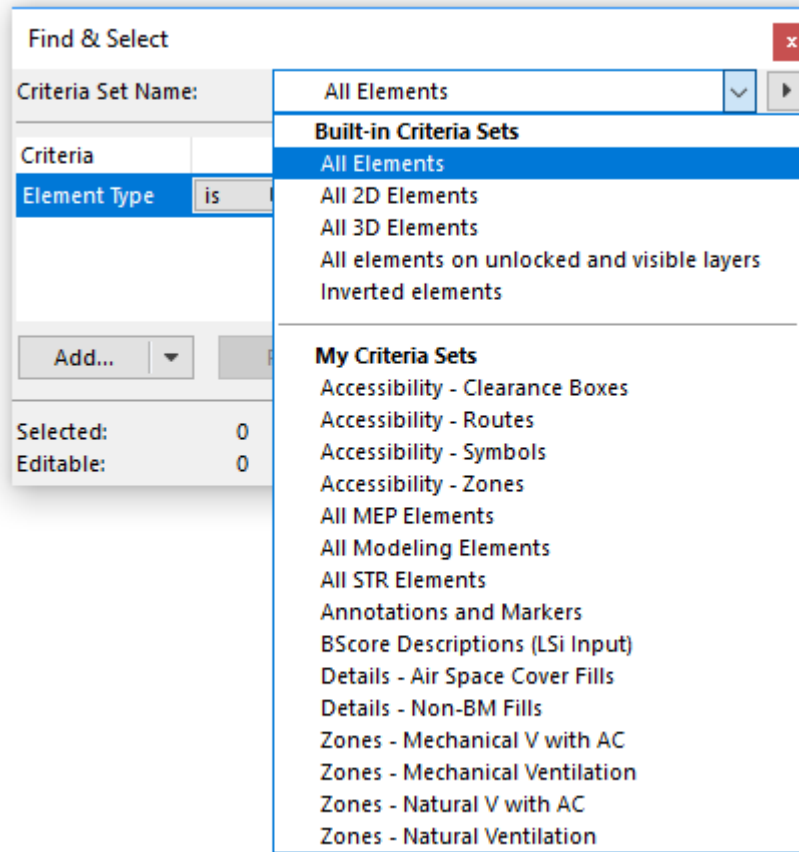 Find & Select
x
Criteria Set Name:
All Elements
Built-in Criteria Sets
Criteria
All Elements
Element Type
is
All 2D Elements
All 3D Elements
All elements on unlocked and visible layers
Inverted elements
Add...
My Criteria Sets
Accessibility - Clearance Boxes
Accessibility - Routes
Selected:
0
Accessibility - Symbols
Editable:
0
Accessibility - Zones
All MEP Elements
All Modeling Elements
All STR Elements
Annotations and Markers
BScore Descriptions (LSi Input)
Details - Air Space Cover Fills
Details - Non-BM Fills
Zones - Mechanical V with AC
Zones - Mechanical Ventilation
Zones - Natural V with AC
Zones - Natural Ventilation